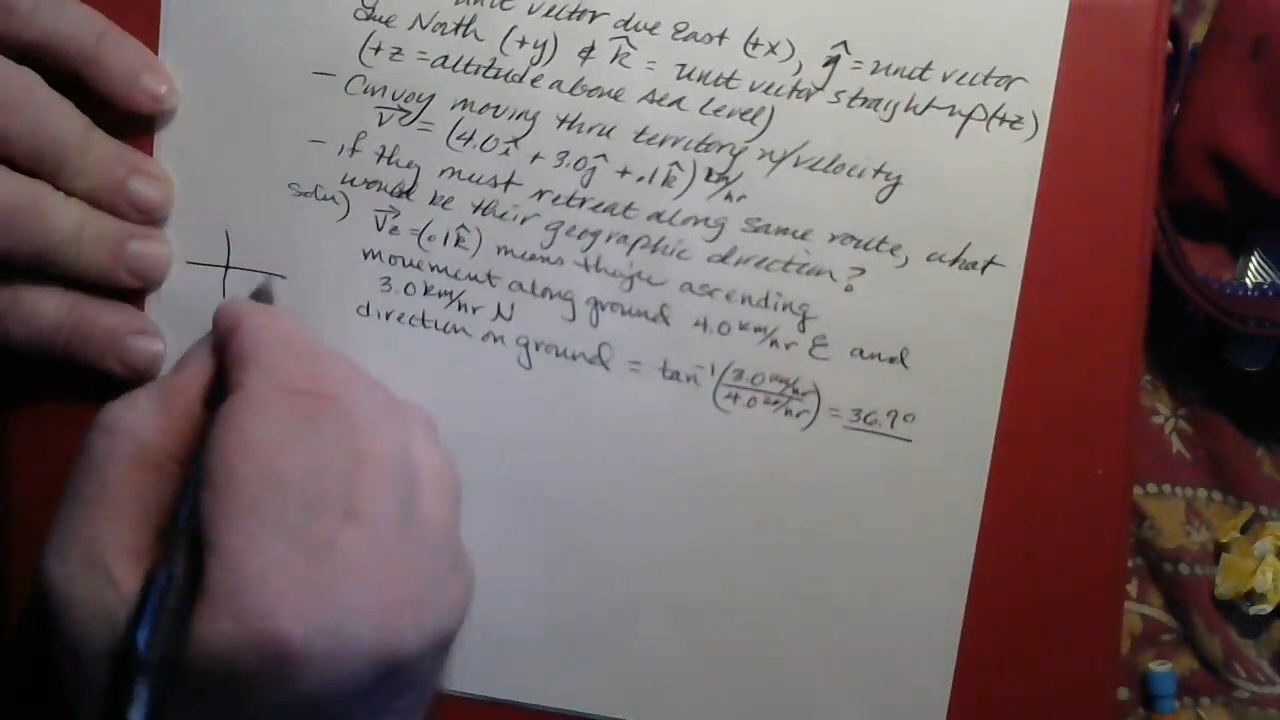 unit vector due East (+x), ŷ = unit vector
due North (+y) & k̂ = unit vector straight up (+z)
(+z = altitude above sea level)
- Convoy moving thru territory w/velocity
v⃗ = (4.0î + 3.0ĵ + .1k̂) km/hr
- if they must retreat along same route, what
would be their geographic direction?
soln) v⃗z = (.1k̂) means they're ascending
movement along ground 4.0 km/hr E and
3.0 km/hr N
direction on ground = tan⁻¹(3.0 km/hr / 4.0 km/hr) = 36.9°